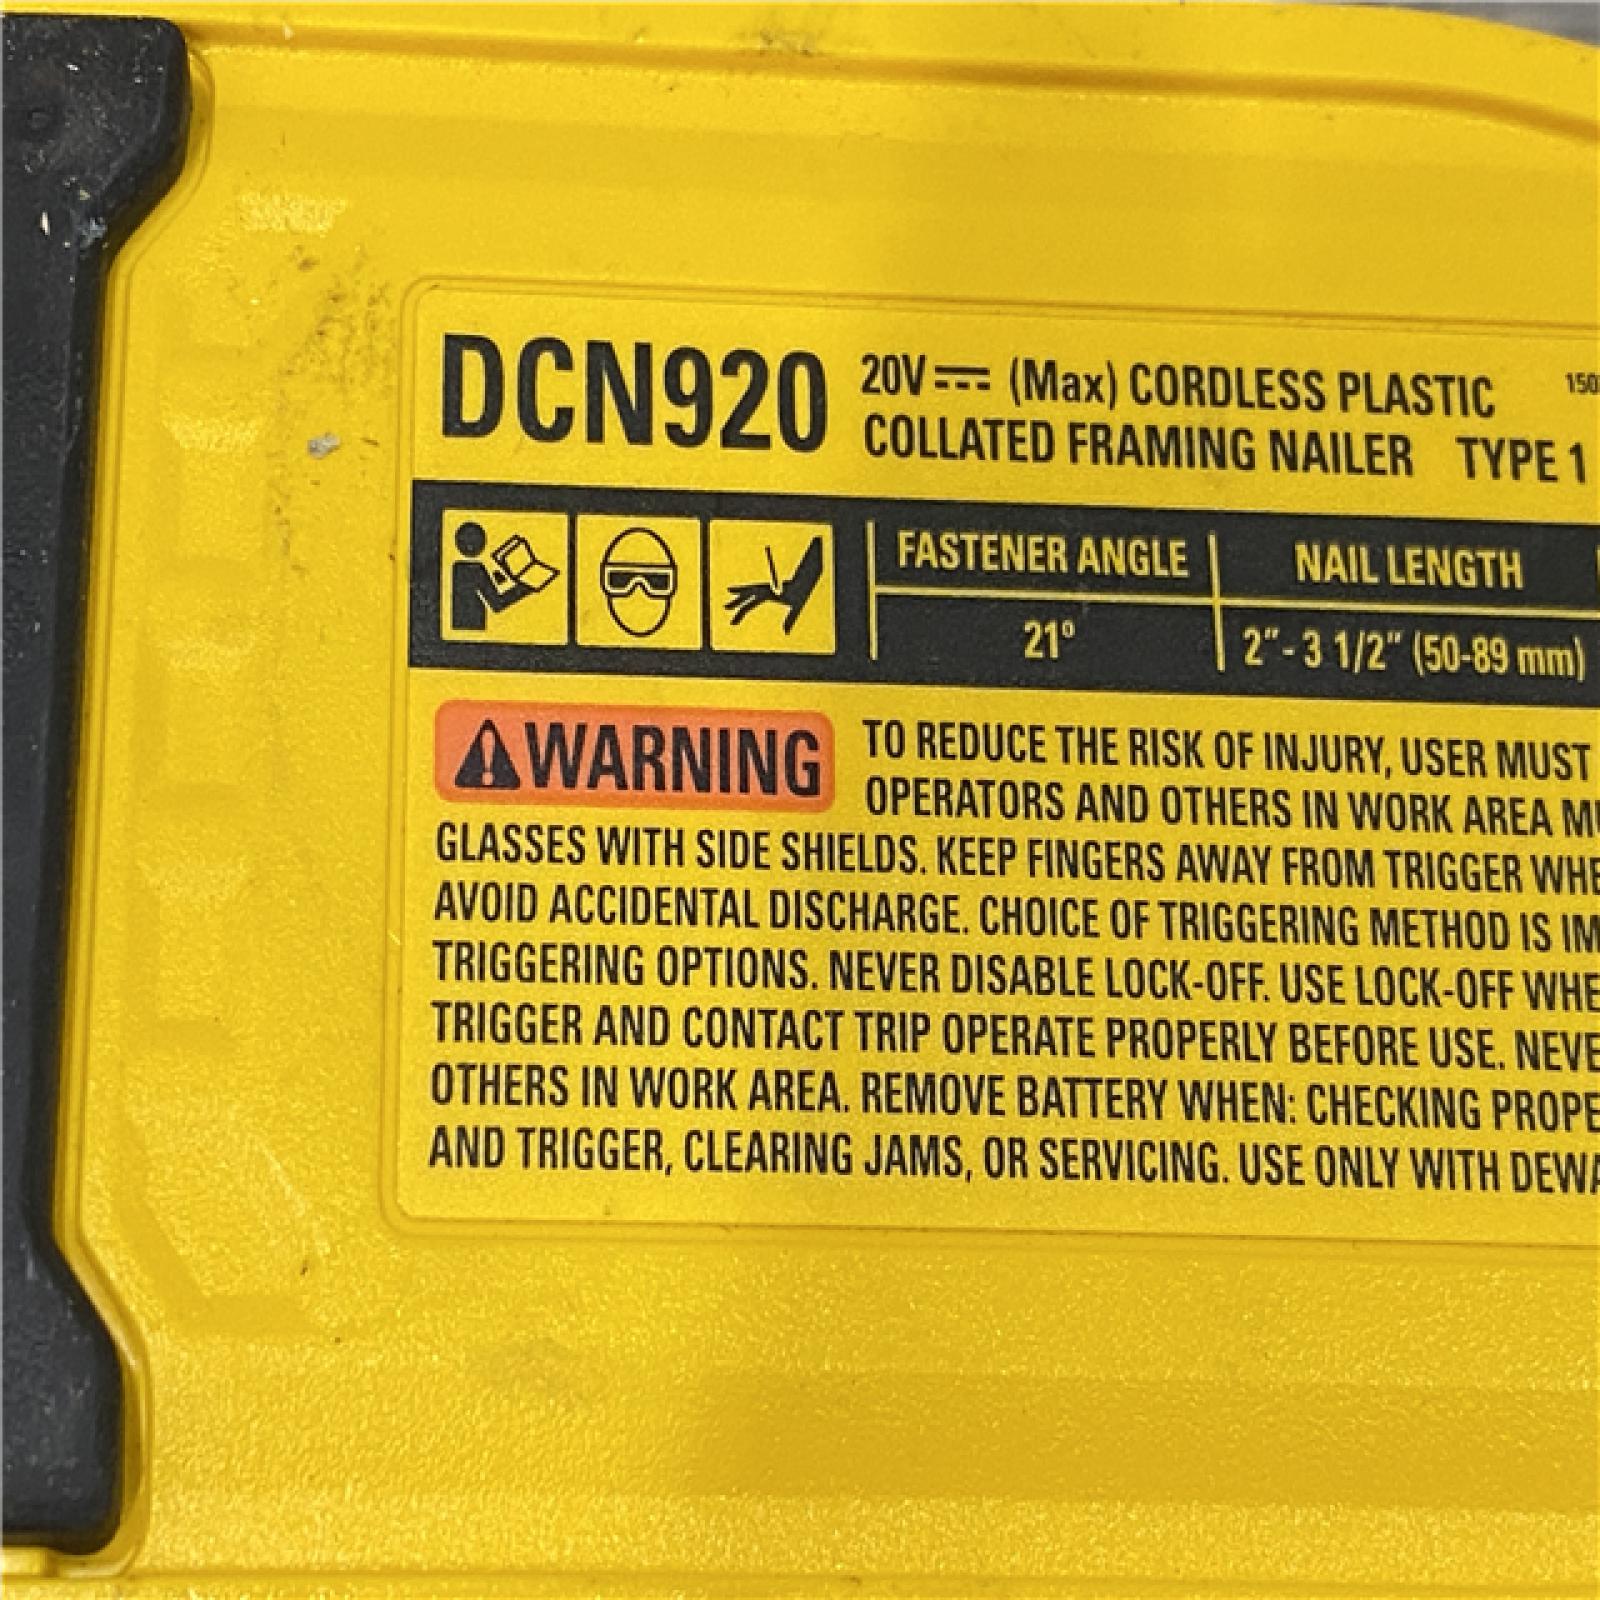 DCN920 20V (Max) CORDLESS PLASTIC
COLLATED FRAMING NAILER TYPE 1
FASTENER ANGLE NAIL LENGTH
21° 2"-3 1/2" (50-89 mm)
WARNING TO REDUCE THE RISK OF INJURY, USER MUST
OPERATORS AND OTHERS IN WORK AREA
GLASSES WITH SIDE SHIELDS. KEEP FINGERS AWAY FROM TRIGGER
AVOID ACCIDENTAL DISCHARGE. CHOICE OF TRIGGERING METHOD IS
TRIGGERING OPTIONS. NEVER DISABLE LOCK-OFF. USE LOCK-OFF
TRIGGER AND CONTACT TRIP OPERATE PROPERLY BEFORE USE.
OTHERS IN WORK AREA. REMOVE BATTERY WHEN: CHECKING
AND TRIGGER, CLEARING JAMS, OR SERVICING. USE ONLY WITH